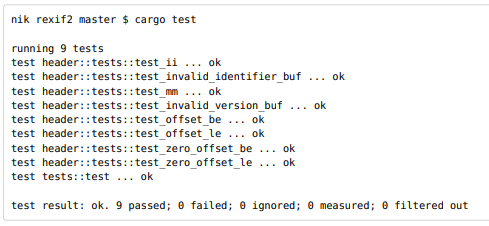 nik rexif2 master $ cargo test
running 9 tests
test header::tests::test_ii ... ok
test header::tests::test_invalid_identifier_buf ... ok
test header::tests::test_mm ... ok
test header::tests::test_invalid_version_buf ... ok
test header::tests::test_offset_be ... ok
test header::tests::test_offset_le ... ok
test header::tests::test_zero_offset_be ... ok
test header::tests::test_zero_offset_le ... ok
test tests::test ... ok
test result: ok. 9 passed; 0 failed; 0 ignored; 0 measured; 0 filtered out